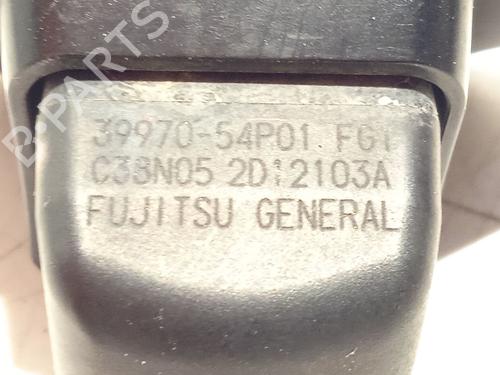 B-PARTS
39970-54P01 FG1
C38N05 2D12103A
FUJITSU GENERAL